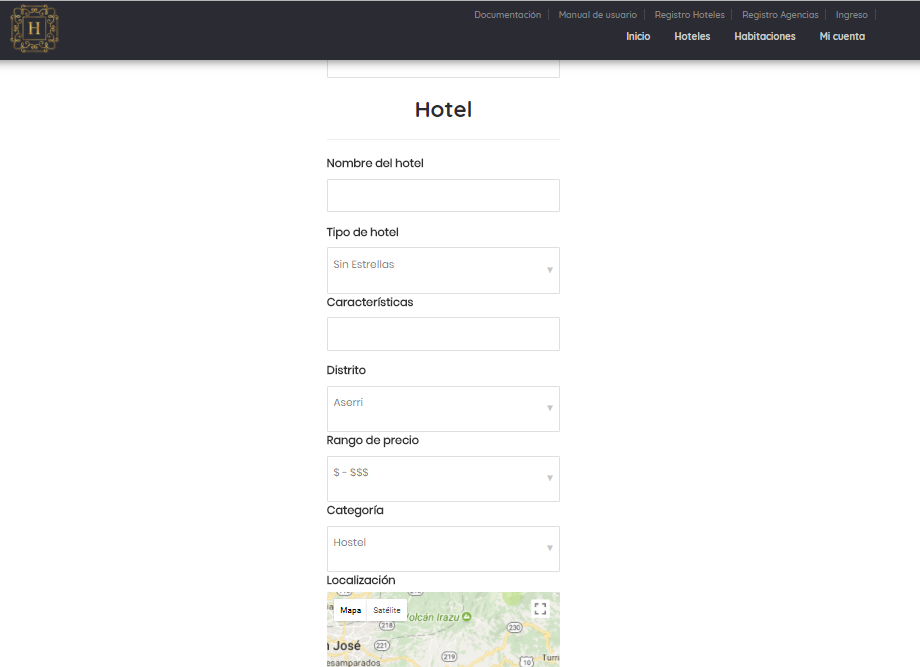 Documentación Manual de usuario Registro Hoteles Registro Agencias Ingreso
H
Inicio Hoteles Habitaciones Mi cuenta
Hotel
Nombre del hotel
Tipo de hotel
Sin Estrellas
Características
Distrito
Aserri
Rango de precio
$ - $$$
Categoría
Hostel
Localización
Mapa Satélite
olcán Irazu
218
230
n José
221
esamparados
219
10
Turri